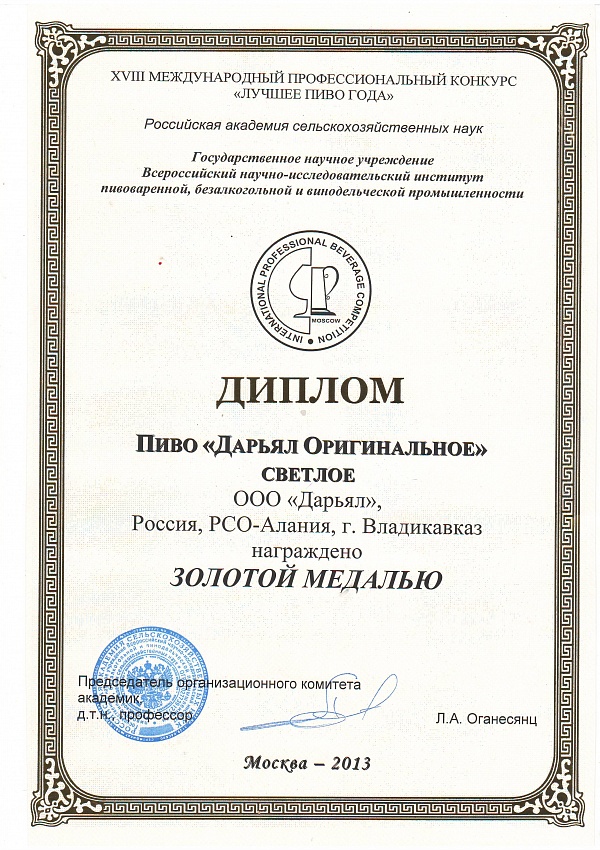 XVIII МЕЖДУНАРОДНЫЙ ПРОФЕССИОНАЛЬНЫЙ КОНКУРС
«ЛУЧШЕЕ ПИВО ГОДА»
Российская академия сельскохозяйственных наук
Государственное научное учреждение
Всероссийский научно-исследовательский институт
пивоваренной, безалкогольной и винодельческой промышленности
INTERNATIONAL PROFESSIONAL BEVERAGE COMPETITION
MOSCOW
ДИПЛОМ
ПИВО «ДАРЬЯЛ ОРИГИНАЛЬНОЕ»
СВЕТЛОЕ
ООО «Дарьял»,
Россия, РСО-Алания, г. Владикавказ
награждено
ЗОЛОТОЙ МЕДАЛЬЮ
Председатель организационного комитета
академик,
д.т.н., профессор
Л.А. Оганесянц
Москва – 2013